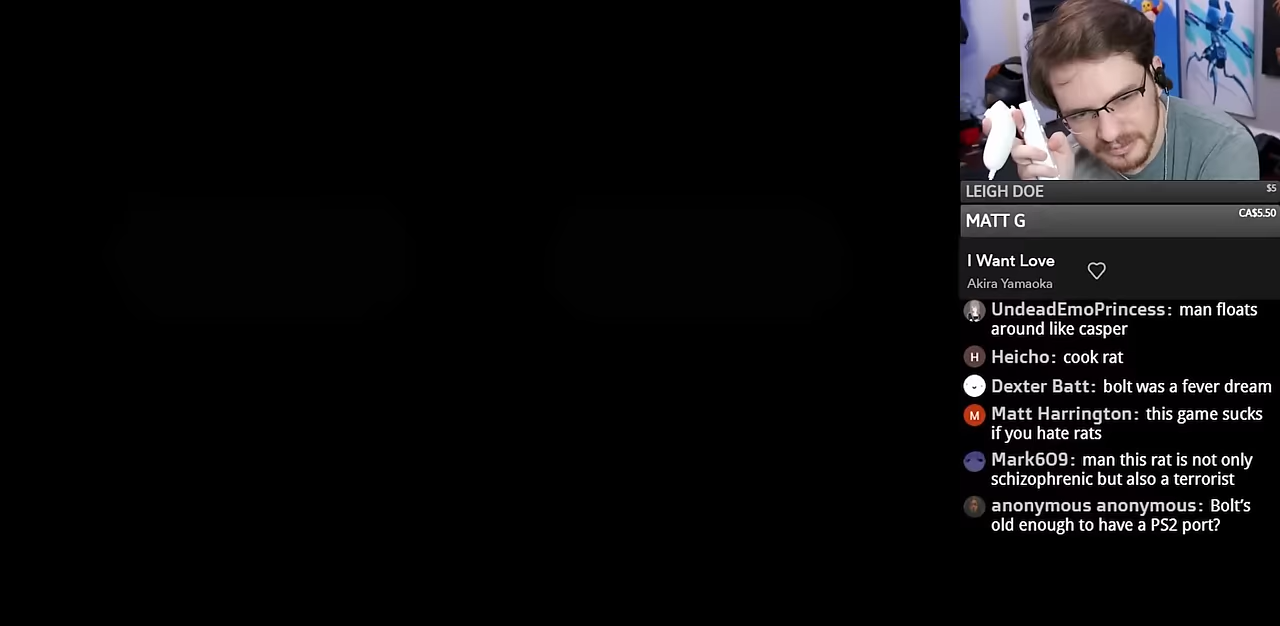 LEIGH DOE $5
MATT G CA$5.50
I Want Love
Akira Yamaoka
UndeadEmoPrincess: man floats
around like casper
H Heicho: cook rat
Dexter Batt: bolt was a fever dream
M Matt Harrington: this game sucks
if you hate rats
Mark609: man this rat is not only
schizophrenic but also a terrorist
anonymous anonymous: Bolt’s
old enough to have a PS2 port?